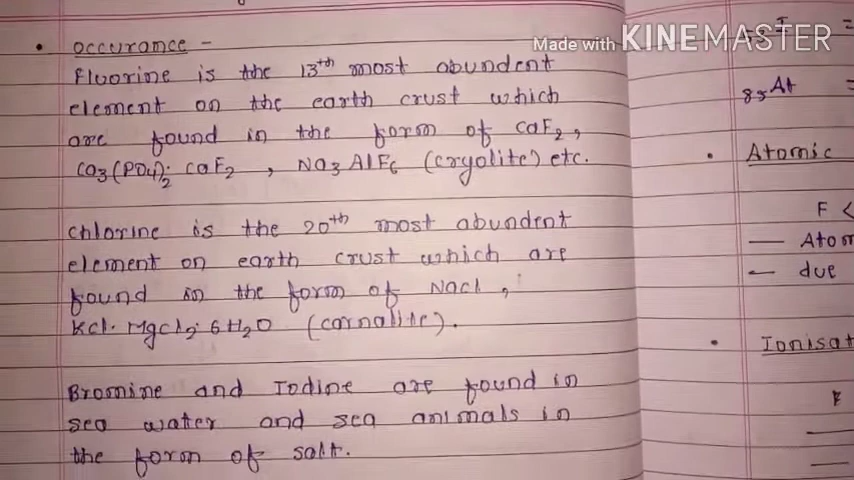 Made with KINEMASTER
• occurance -
Fluorine is the 13th most abundent
element on the earth crust which
are found in the form of CaF2,
Ca3(PO4)2· CaF2 , Na3AlF6 (cryolite) etc.
chlorine is the 20th most abundent
element on earth crust which are
found in the form of Nacl ,
Kcl· Mgcl2· 6H2O (carnalite).
Bromine and Iodine are found in
sea water and sea animals in
the form of salt.
53I =
85At =
• Atomic
F <
— Atom
— due
• Ionisat